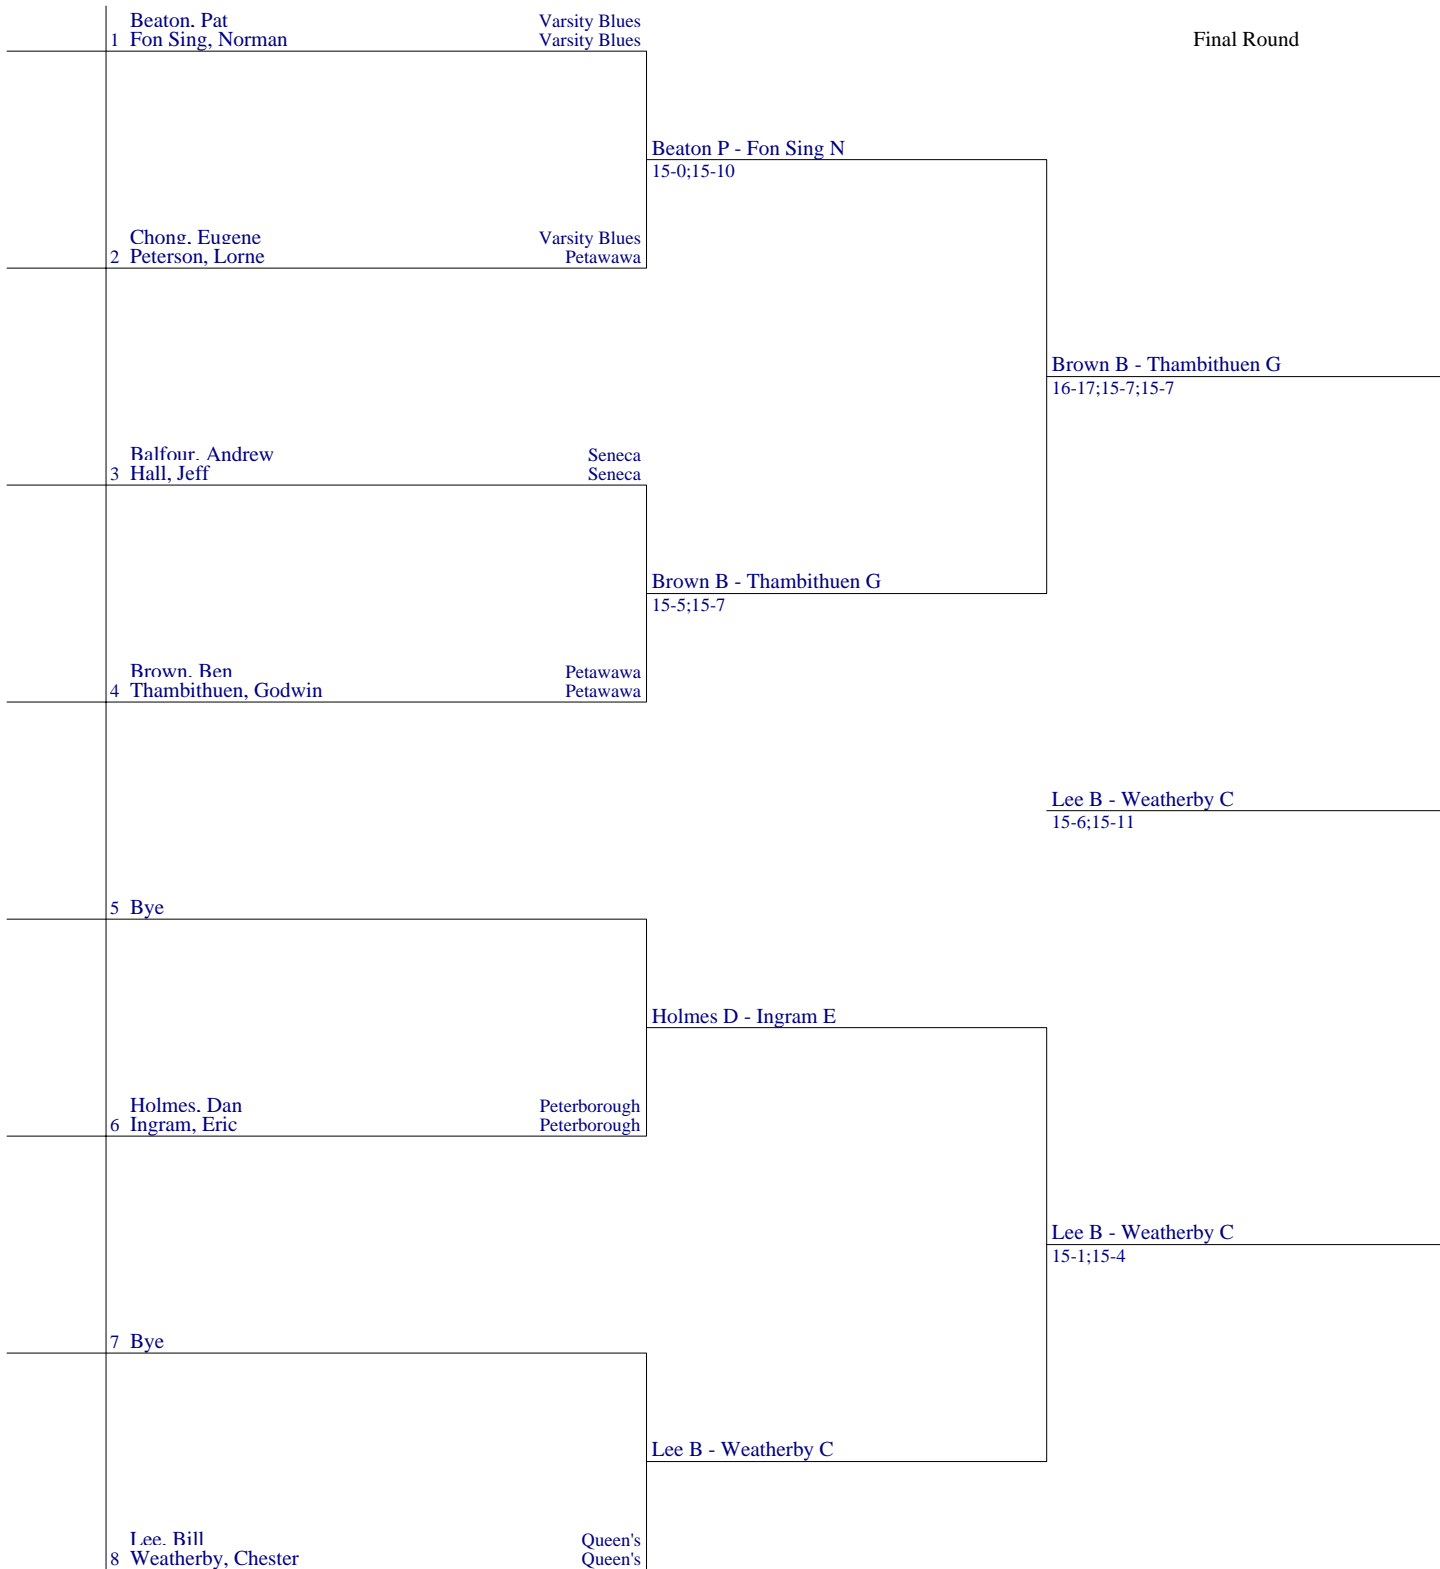 Beaton, Pat Varsity Blues
1 Fon Sing, Norman Varsity Blues
Final Round
Beaton P - Fon Sing N
15-0;15-10
Chong, Eugene Varsity Blues
2 Peterson, Lorne Petawawa
Brown B - Thambithuen G
16-17;15-7;15-7
Balfour, Andrew Seneca
3 Hall, Jeff Seneca
Brown B - Thambithuen G
15-5;15-7
Brown, Ben Petawawa
4 Thambithuen, Godwin Petawawa
Lee B - Weatherby C
15-6;15-11
5 Bye
Holmes D - Ingram E
Holmes, Dan Peterborough
6 Ingram, Eric Peterborough
Lee B - Weatherby C
15-1;15-4
7 Bye
Lee B - Weatherby C
Lee, Bill Queen's
8 Weatherby, Chester Queen's